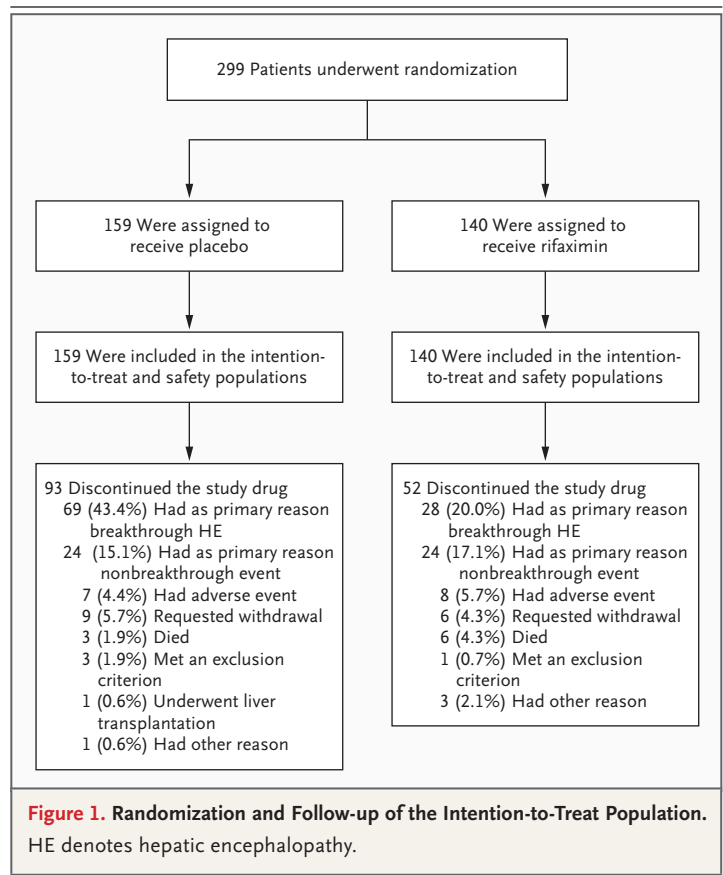 299 Patients underwent randomization
159 Were assigned to
receive placebo
140 Were assigned to
receive rifaximin
159 Were included in the intention-
to-treat and safety populations
140 Were included in the intention-
to-treat and safety populations
93 Discontinued the study drug
69 (43.4%) Had as primary reason
breakthrough HE
24 (15.1%) Had as primary reason
nonbreakthrough event
7 (4.4%) Had adverse event
9 (5.7%) Requested withdrawal
3 (1.9%) Died
3 (1.9%) Met an exclusion
criterion
1 (0.6%) Underwent liver
transplantation
1 (0.6%) Had other reason
52 Discontinued the study drug
28 (20.0%) Had as primary reason
breakthrough HE
24 (17.1%) Had as primary reason
nonbreakthrough event
8 (5.7%) Had adverse event
6 (4.3%) Requested withdrawal
6 (4.3%) Died
1 (0.7%) Met an exclusion
criterion
3 (2.1%) Had other reason
Figure 1. Randomization and Follow-up of the Intention-to-Treat Population.
HE denotes hepatic encephalopathy.